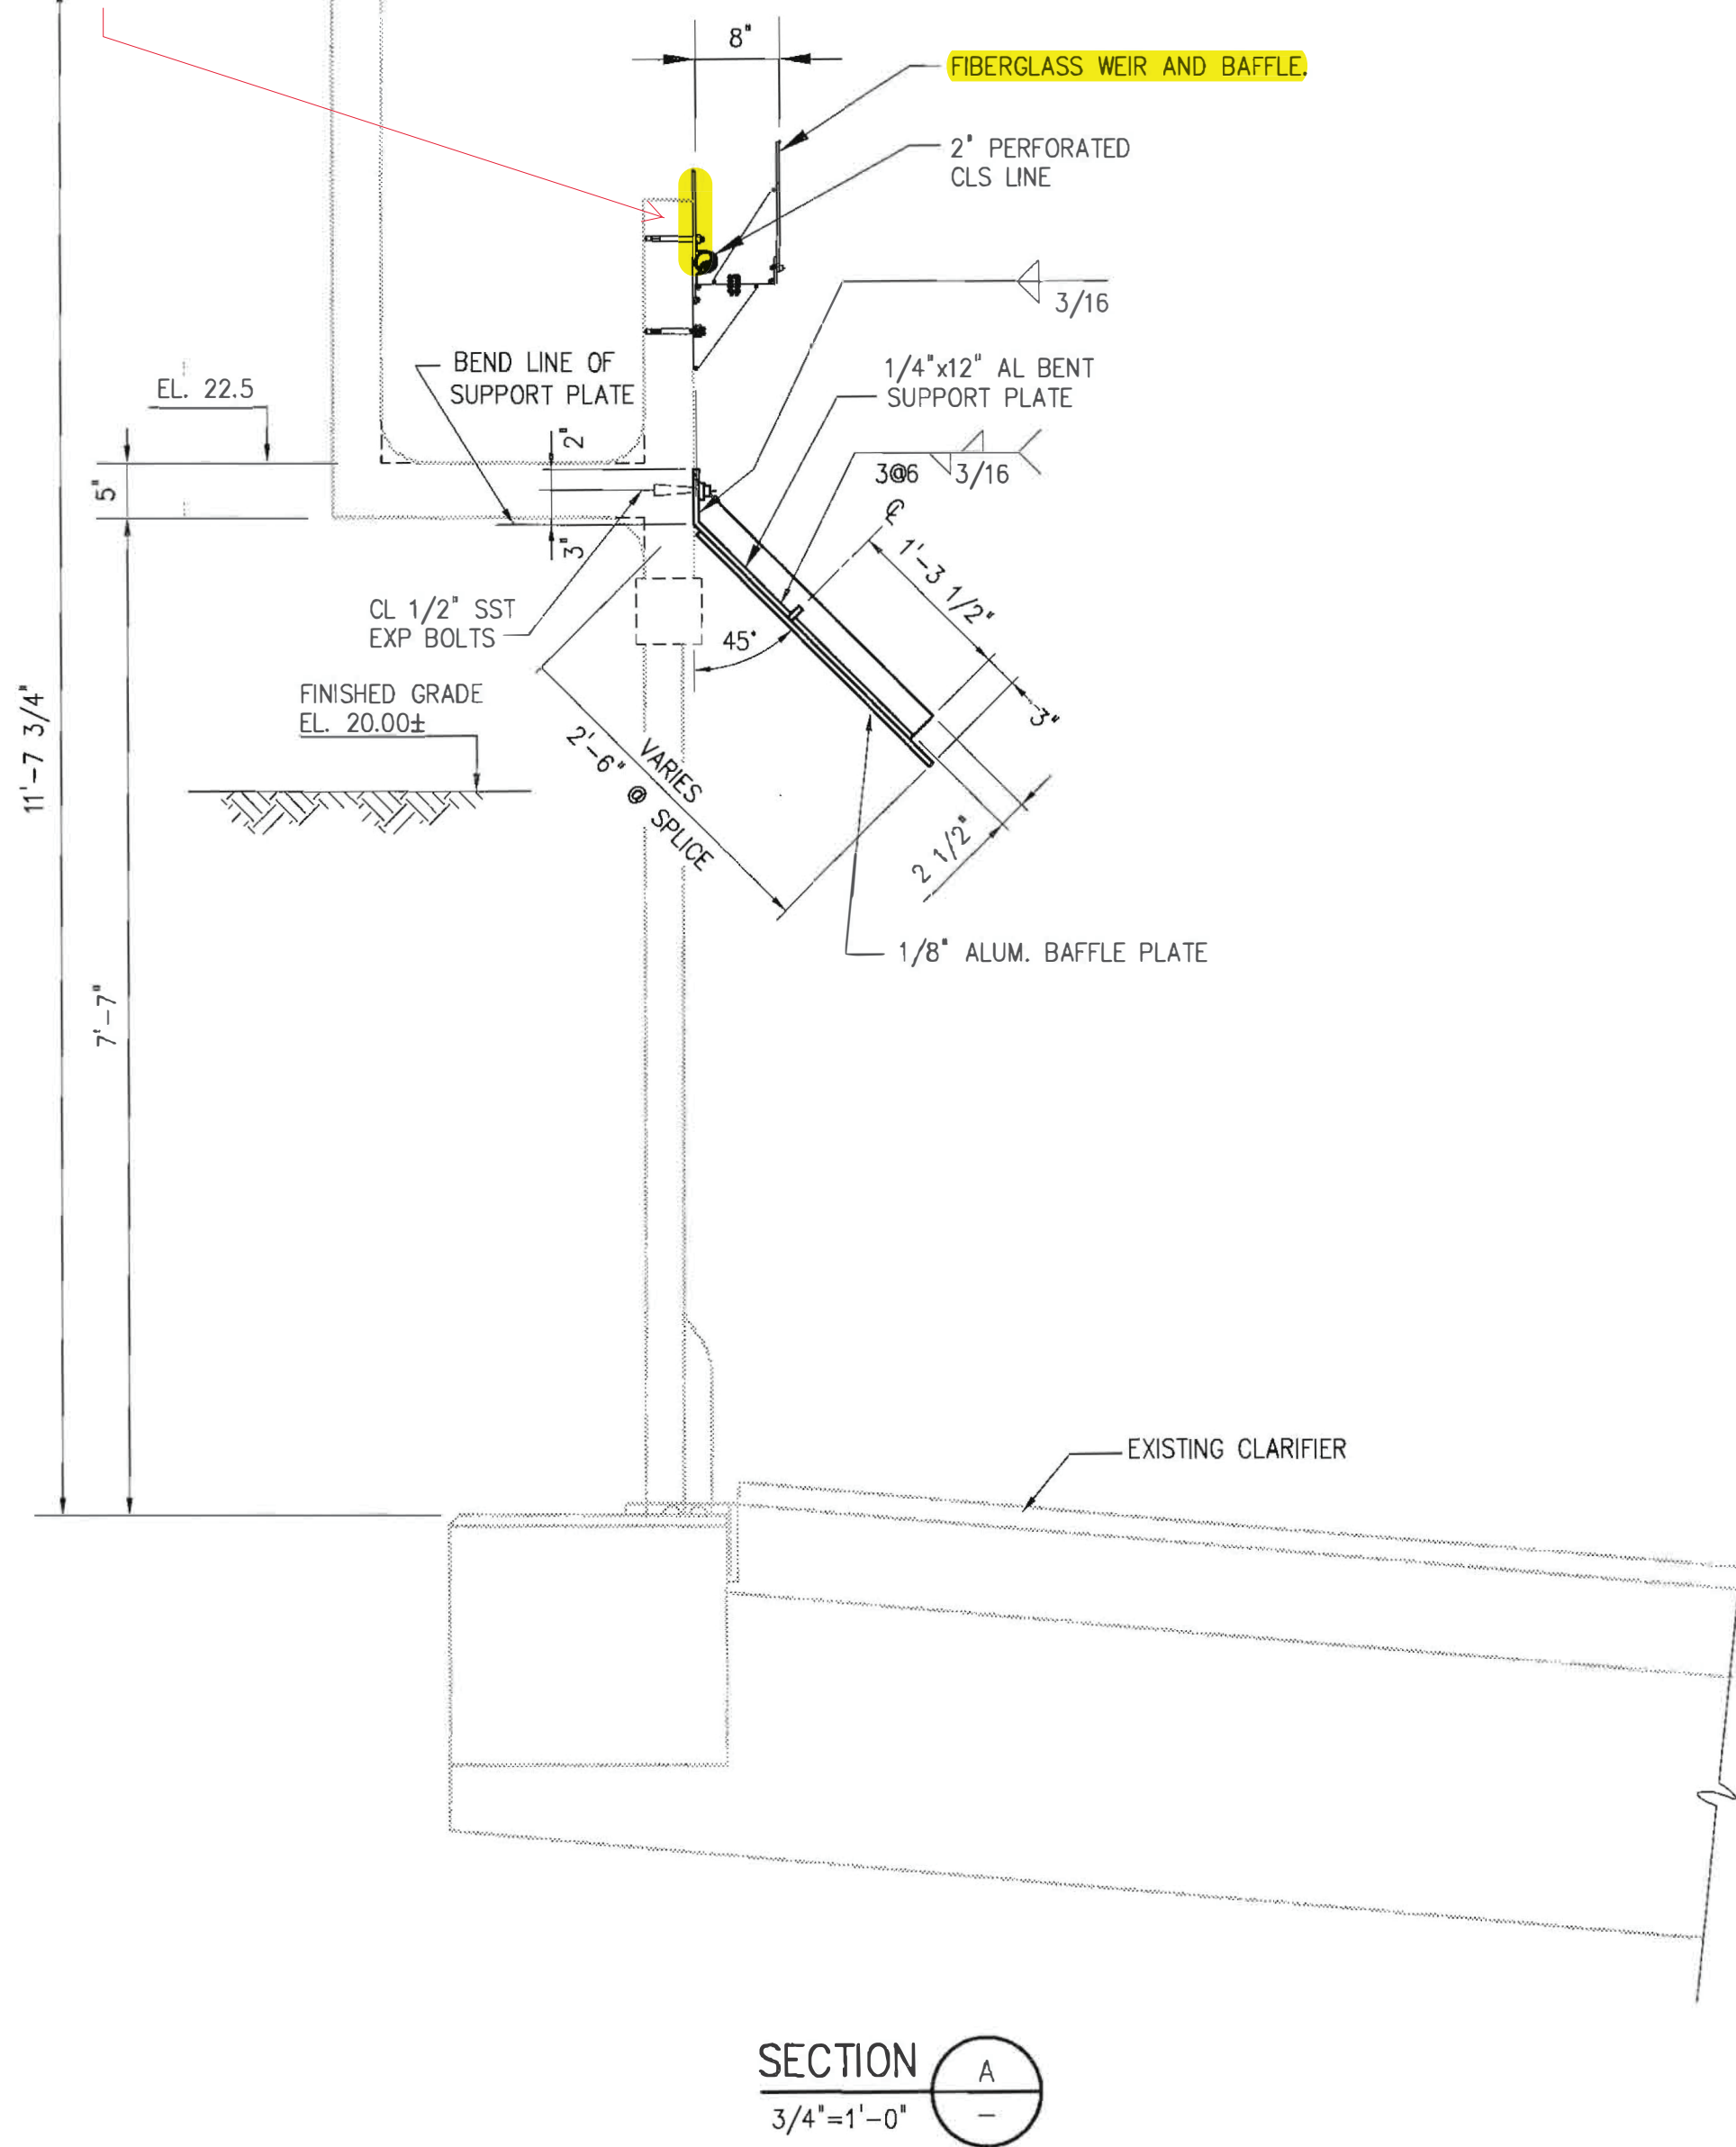 8"
FIBERGLASS WEIR AND BAFFLE.
2" PERFORATED
CLS LINE
3/16
BEND LINE OF
SUPPORT PLATE
1/4"x12" AL BENT
SUPPORT PLATE
EL. 22.5
2"
3@6
3/16
5"
℄
3"
1'-3 1/2"
CL 1/2" SST
EXP BOLTS
45°
3"
FINISHED GRADE
EL. 20.00±
11'-7 3/4"
VARIES
2'-6" @ SPLICE
2 1/2"
1/8" ALUM. BAFFLE PLATE
7'-7"
EXISTING CLARIFIER
SECTION
A
3/4"=1'-0"
–